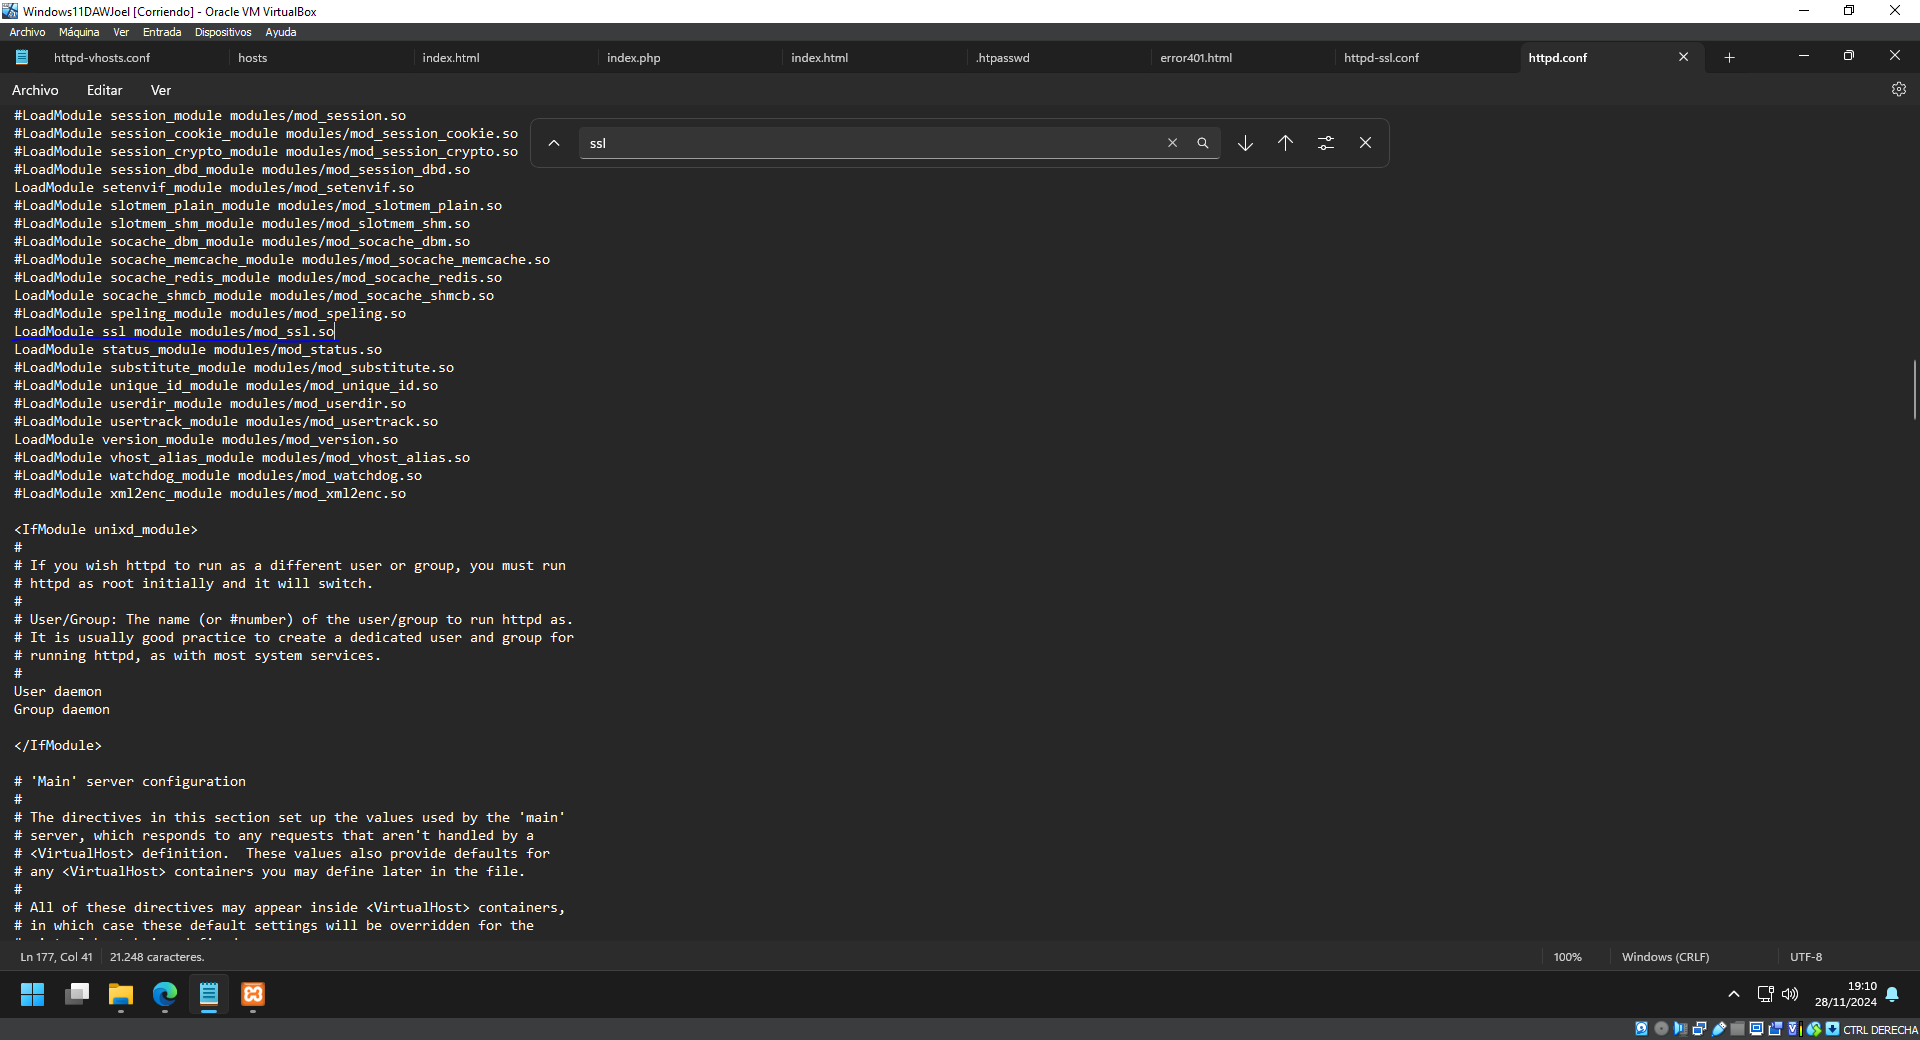 Windows11DAWJoel [Corriendo] - Oracle VM VirtualBox
Archivo Máquina Ver Entrada Dispositivos Ayuda
httpd-vhosts.conf hosts index.html index.php index.html .htpasswd error401.html httpd-ssl.conf httpd.conf
Archivo Editar Ver
ssl
#LoadModule session_module modules/mod_session.so
#LoadModule session_cookie_module modules/mod_session_cookie.so
#LoadModule session_crypto_module modules/mod_session_crypto.so
#LoadModule session_dbd_module modules/mod_session_dbd.so
LoadModule setenvif_module modules/mod_setenvif.so
#LoadModule slotmem_plain_module modules/mod_slotmem_plain.so
#LoadModule slotmem_shm_module modules/mod_slotmem_shm.so
#LoadModule socache_dbm_module modules/mod_socache_dbm.so
#LoadModule socache_memcache_module modules/mod_socache_memcache.so
#LoadModule socache_redis_module modules/mod_socache_redis.so
LoadModule socache_shmcb_module modules/mod_socache_shmcb.so
#LoadModule speling_module modules/mod_speling.so
LoadModule ssl_module modules/mod_ssl.so
LoadModule status_module modules/mod_status.so
#LoadModule substitute_module modules/mod_substitute.so
#LoadModule unique_id_module modules/mod_unique_id.so
#LoadModule userdir_module modules/mod_userdir.so
#LoadModule usertrack_module modules/mod_usertrack.so
LoadModule version_module modules/mod_version.so
#LoadModule vhost_alias_module modules/mod_vhost_alias.so
#LoadModule watchdog_module modules/mod_watchdog.so
#LoadModule xml2enc_module modules/mod_xml2enc.so
<IfModule unixd_module>
#
# If you wish httpd to run as a different user or group, you must run
# httpd as root initially and it will switch.
#
# User/Group: The name (or #number) of the user/group to run httpd as.
# It is usually good practice to create a dedicated user and group for
# running httpd, as with most system services.
#
User daemon
Group daemon
</IfModule>
# 'Main' server configuration
#
# The directives in this section set up the values used by the 'main'
# server, which responds to any requests that aren't handled by a
# <VirtualHost> definition.  These values also provide defaults for
# any <VirtualHost> containers you may define later in the file.
#
# All of these directives may appear inside <VirtualHost> containers,
# in which case these default settings will be overridden for the
Ln 177, Col 41 21.248 caracteres. 100% Windows (CRLF) UTF-8
19:10
28/11/2024
CTRL DERECHA